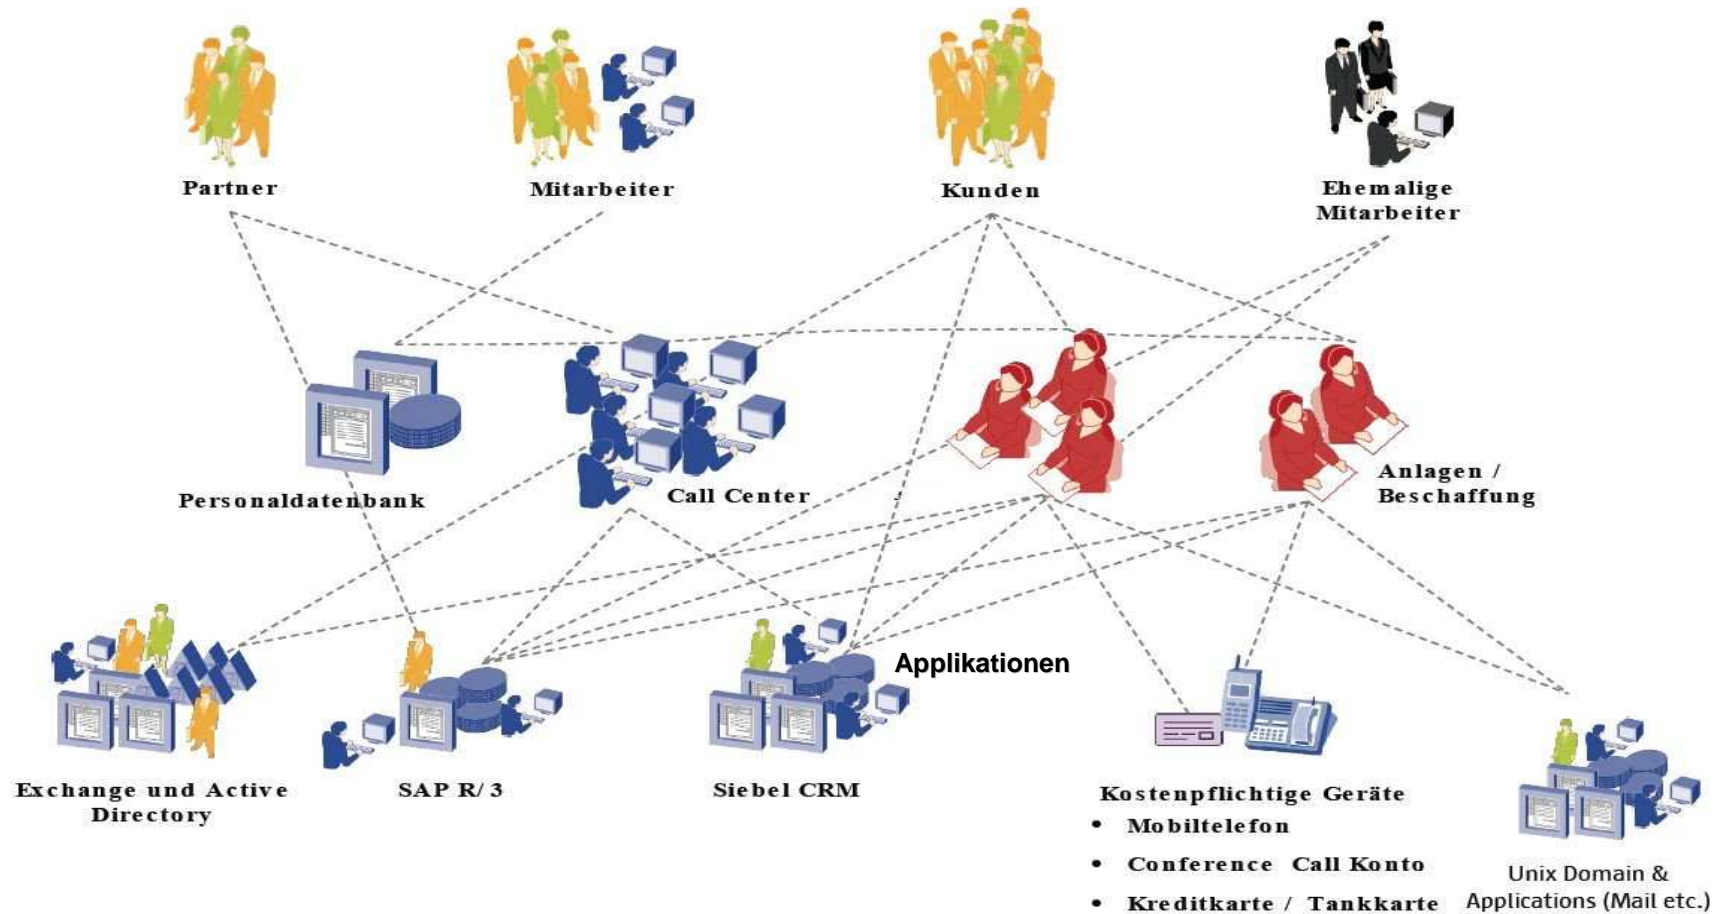 Partner
Mitarbeiter
Kunden
Ehemalige
Mitarbeiter
Personaldatenbank
Call Center
Anlagen /
Beschaffung
Applikationen
Exchange und Active
Directory
SAP R/3
Siebel CRM
Kostenpflichtige Geräte
• Mobiltelefon
• Conference Call Konto
• Kreditkarte / Tankkarte
Unix Domain &
Applications (Mail etc.)